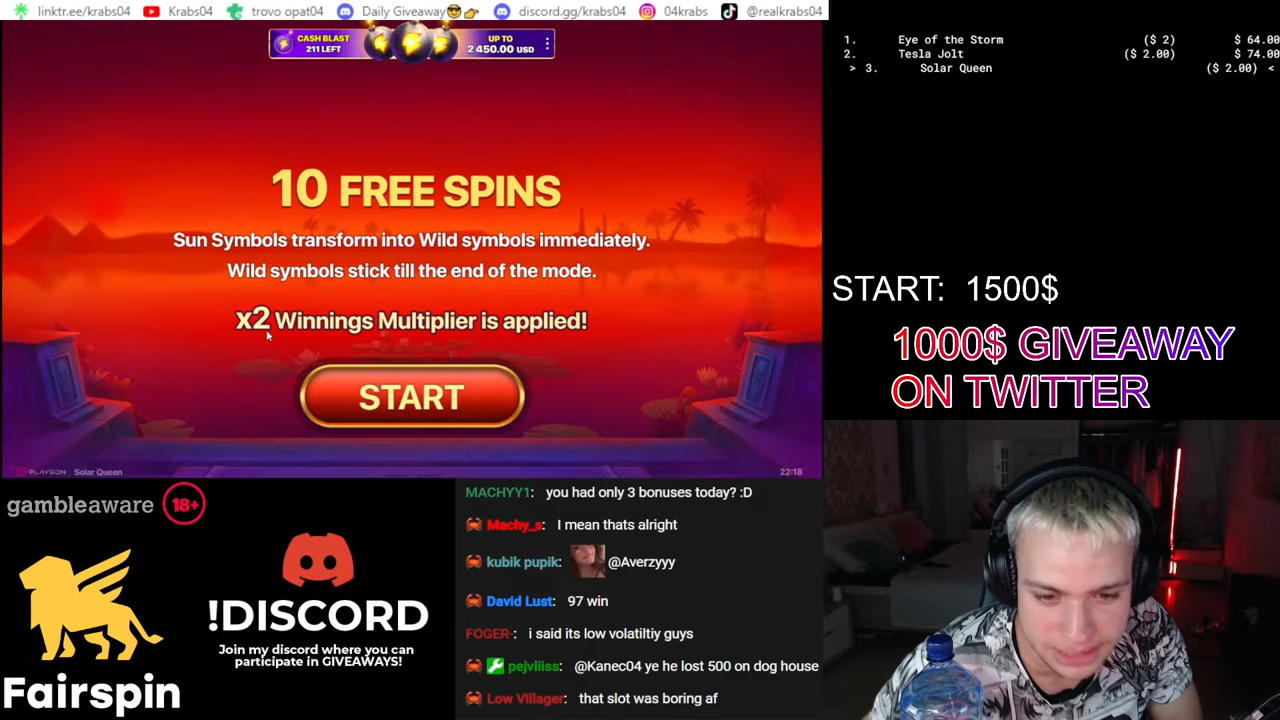 linktr.ee/krabs04 Krabs04 trovo opat04 Daily Giveaway😎👉 discord.gg/krabs04 04krabs @realkrabs04
CASH BLAST
211 LEFT
UP TO
2 450.00 USD
10 FREE SPINS
Sun Symbols transform into Wild symbols immediately.
Wild symbols stick till the end of the mode.
x2 Winnings Multiplier is applied!
START
PLAYSON Solar Queen 22:18
1. Eye of the Storm ($ 2) $ 64.00
2. Tesla Jolt ($ 2.00) $ 74.00
> 3. Solar Queen ($ 2.00) <
START: 1500$
1000$ GIVEAWAY
ON TWITTER
gambleaware 18+
Fairspin
!DISCORD
Join my discord where you can
participate in GIVEAWAYS!
MACHYY1: you had only 3 bonuses today? :D
Machy_s: I mean thats alright
kubik pupik: @Averzyyy
David Lust: 97 win
FOGER-: i said its low volatiltiy guys
pejvliiss: @Kanec04 ye he lost 500 on dog house
Low Villager: that slot was boring af